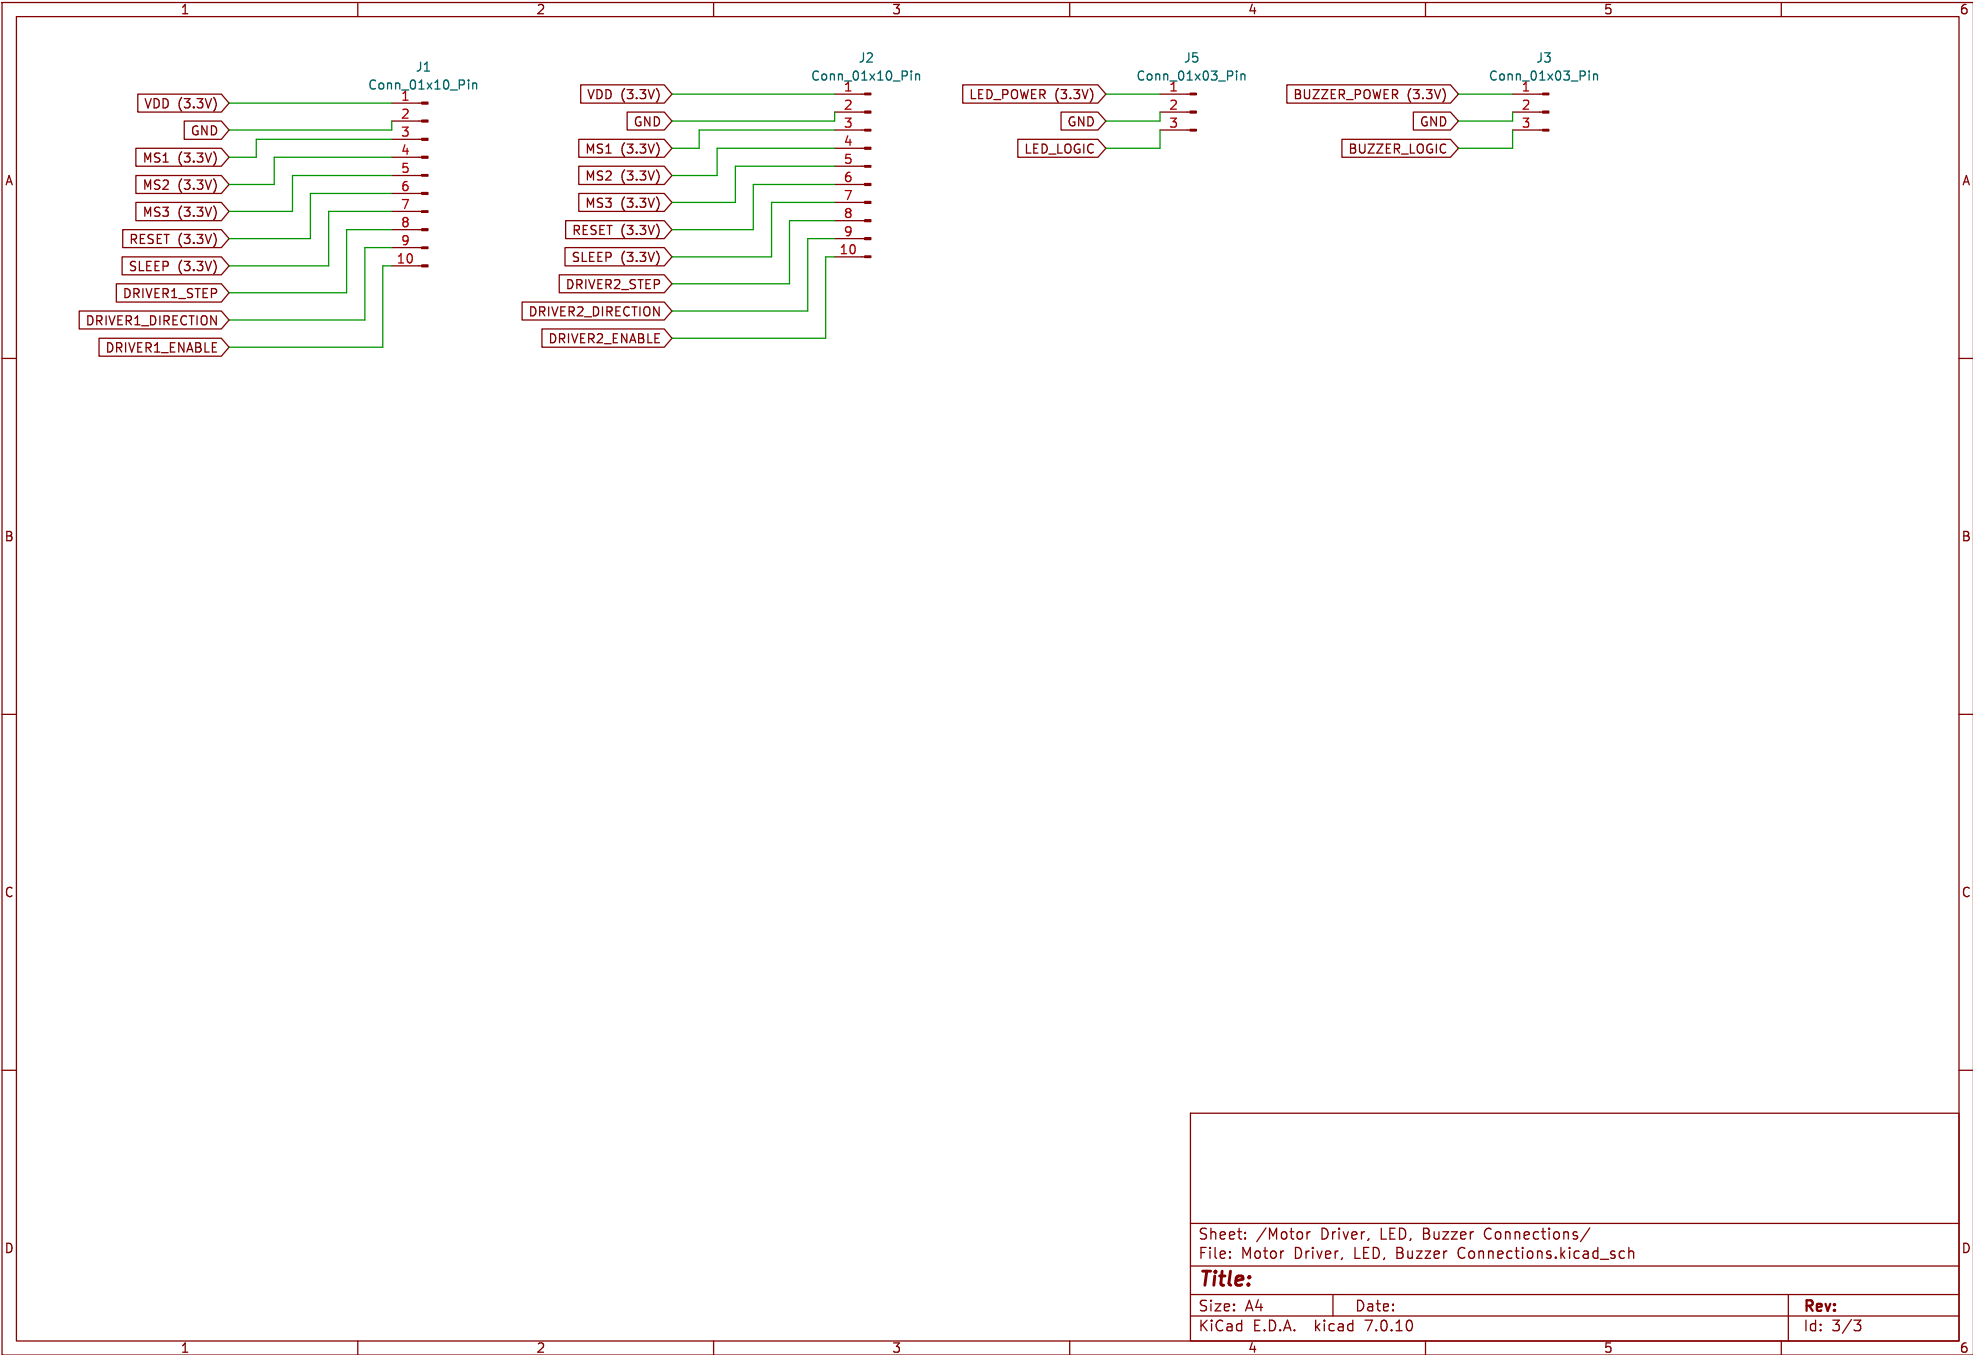 1 2 3 4 5 6
J1
Conn_01x10_Pin
VDD (3.3V) 1
GND 2
MS1 (3.3V) 3
MS2 (3.3V) 4
MS3 (3.3V) 5
RESET (3.3V) 6
SLEEP (3.3V) 7
DRIVER1_STEP 8
DRIVER1_DIRECTION 9
DRIVER1_ENABLE 10
J2
Conn_01x10_Pin
VDD (3.3V) 1
GND 2
MS1 (3.3V) 3
MS2 (3.3V) 4
MS3 (3.3V) 5
RESET (3.3V) 6
SLEEP (3.3V) 7
DRIVER2_STEP 8
DRIVER2_DIRECTION 9
DRIVER2_ENABLE 10
J5
Conn_01x03_Pin
LED_POWER (3.3V) 1
GND 2
LED_LOGIC 3
J3
Conn_01x03_Pin
BUZZER_POWER (3.3V) 1
GND 2
BUZZER_LOGIC 3
A A
B B
C C
D D
Sheet: /Motor Driver, LED, Buzzer Connections/
File: Motor Driver, LED, Buzzer Connections.kicad_sch
Title:
Size: A4 Date: Rev:
KiCad E.D.A. kicad 7.0.10 Id: 3/3
1 2 3 4 5 6